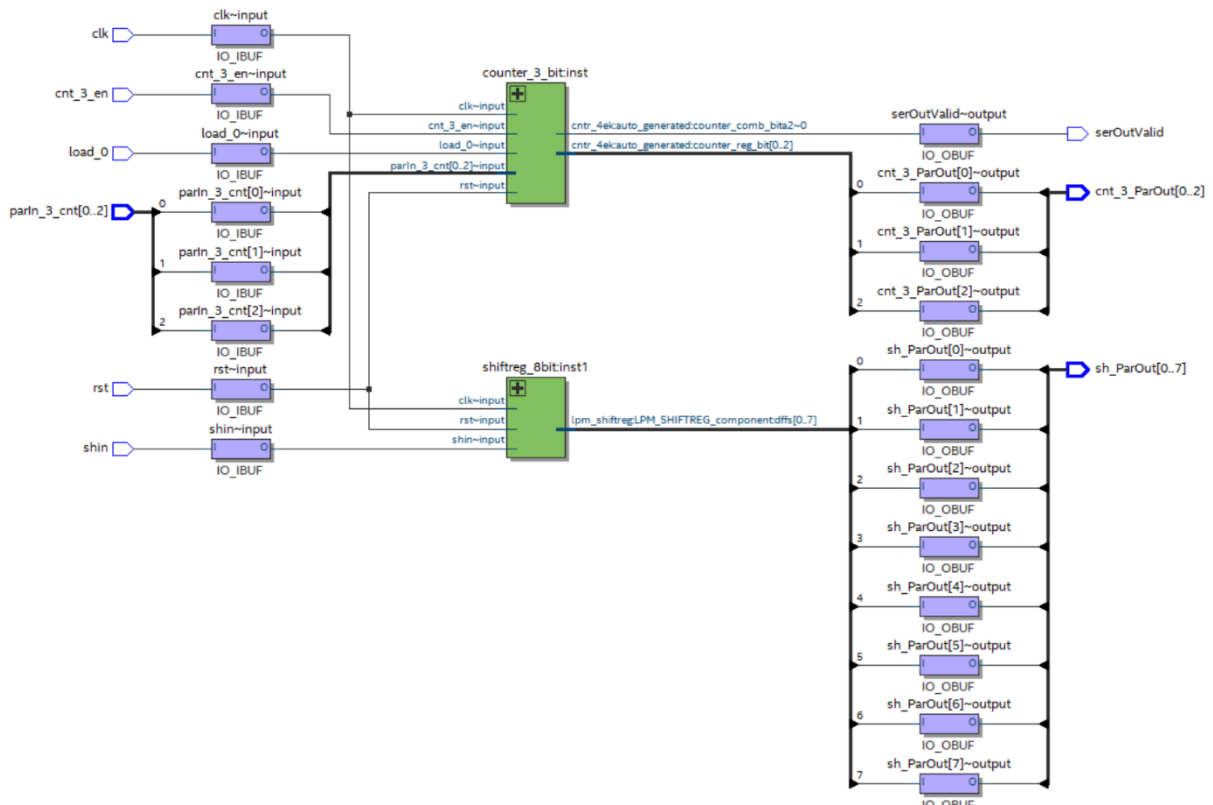 clk~input
clk
I O
IO_IBUF
cnt_3_en~input
cnt_3_en
I O
IO_IBUF
load_0~input
load_0
I O
IO_IBUF
parIn_3_cnt[0]~input
parIn_3_cnt[0..2]
0
I O
IO_IBUF
parIn_3_cnt[1]~input
1
I O
IO_IBUF
parIn_3_cnt[2]~input
2
I O
IO_IBUF
rst~input
rst
I O
IO_IBUF
shin~input
shin
I O
IO_IBUF
counter_3_bit:inst
clk~input
cnt_3_en~input
load_0~input
parIn_3_cnt[0..2]~input
rst~input
cntr_4ek:auto_generated:counter_comb_bita2~0
cntr_4ek:auto_generated:counter_reg_bit[0..2]
shiftreg_8bit:inst1
clk~input
rst~input
shin~input
lpm_shiftreg:LPM_SHIFTREG_component:dffs[0..7]
serOutValid~output
I O
serOutValid
IO_OBUF
cnt_3_ParOut[0]~output
0
I O
cnt_3_ParOut[0..2]
IO_OBUF
cnt_3_ParOut[1]~output
1
I O
IO_OBUF
cnt_3_ParOut[2]~output
2
I O
IO_OBUF
sh_ParOut[0]~output
0
I O
sh_ParOut[0..7]
IO_OBUF
sh_ParOut[1]~output
1
I O
IO_OBUF
sh_ParOut[2]~output
2
I O
IO_OBUF
sh_ParOut[3]~output
3
I O
IO_OBUF
sh_ParOut[4]~output
4
I O
IO_OBUF
sh_ParOut[5]~output
5
I O
IO_OBUF
sh_ParOut[6]~output
6
I O
IO_OBUF
sh_ParOut[7]~output
7
I O
IO_OBUF